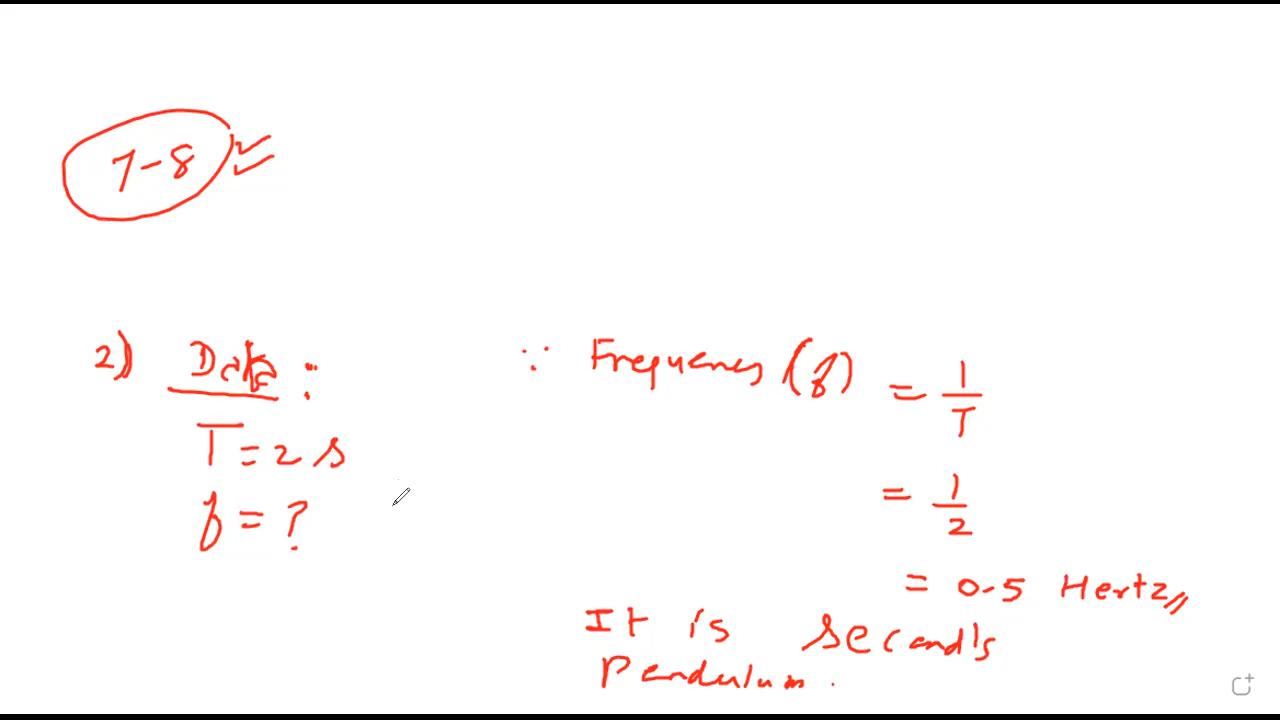 7-8
2) Data :
T = 2 s
f = ?
∵ Frequency (f) = 1/T
= 1/2
= 0.5 Hertz//
It is second's
Pendulum.